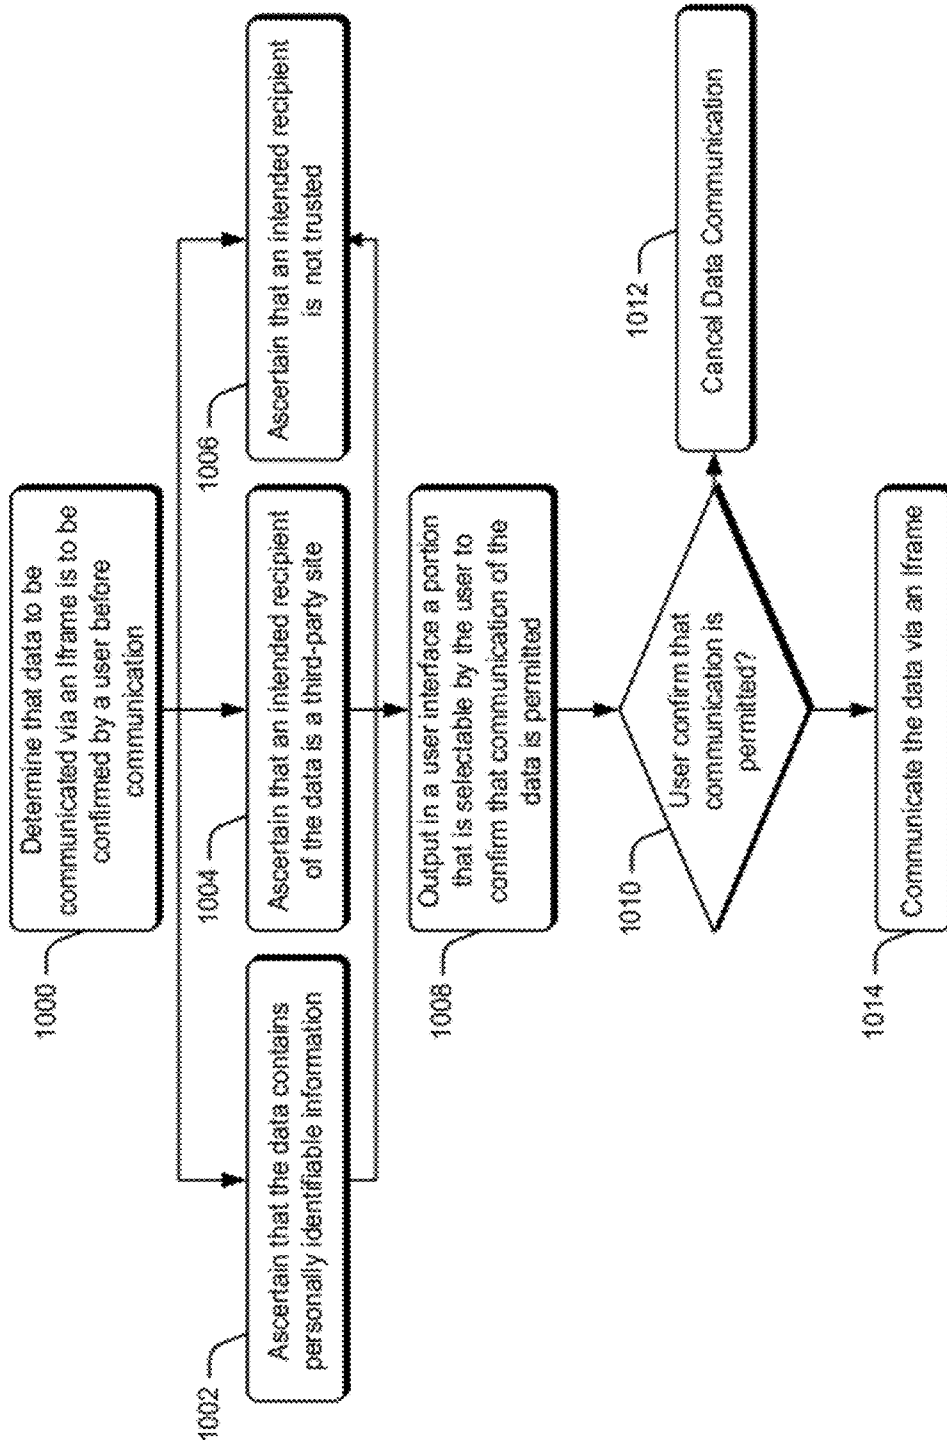 1000
Determine that data to be
communicated via an Iframe is to be
confirmed by a user before
communication
1002
Ascertain that the data contains
personally identifiable information
1004
Ascertain that an intended recipient
of the data is a third-party site
1006
Ascertain that an intended recipient
is not trusted
1008
Output in a user interface a portion
that is selectable by the user to
confirm that communication of the
data is permitted
1010
User confirm that
communication is
permitted?
1012
Cancel Data Communication
1014
Communicate the data via an Iframe